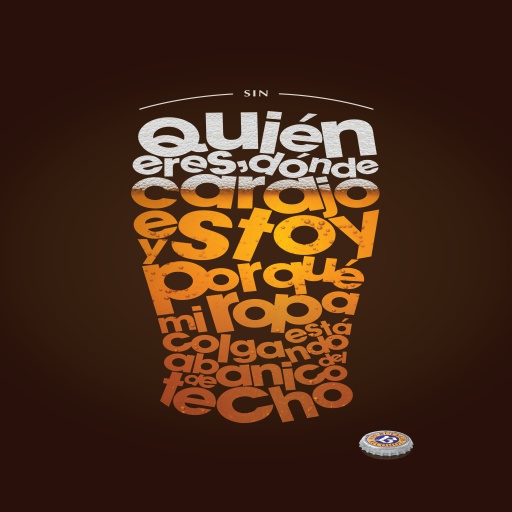 SIN
Quién
eres, dónde
carajo
estoy
y porqué
mi ropa
está
colgando
del
abanico
de
techo